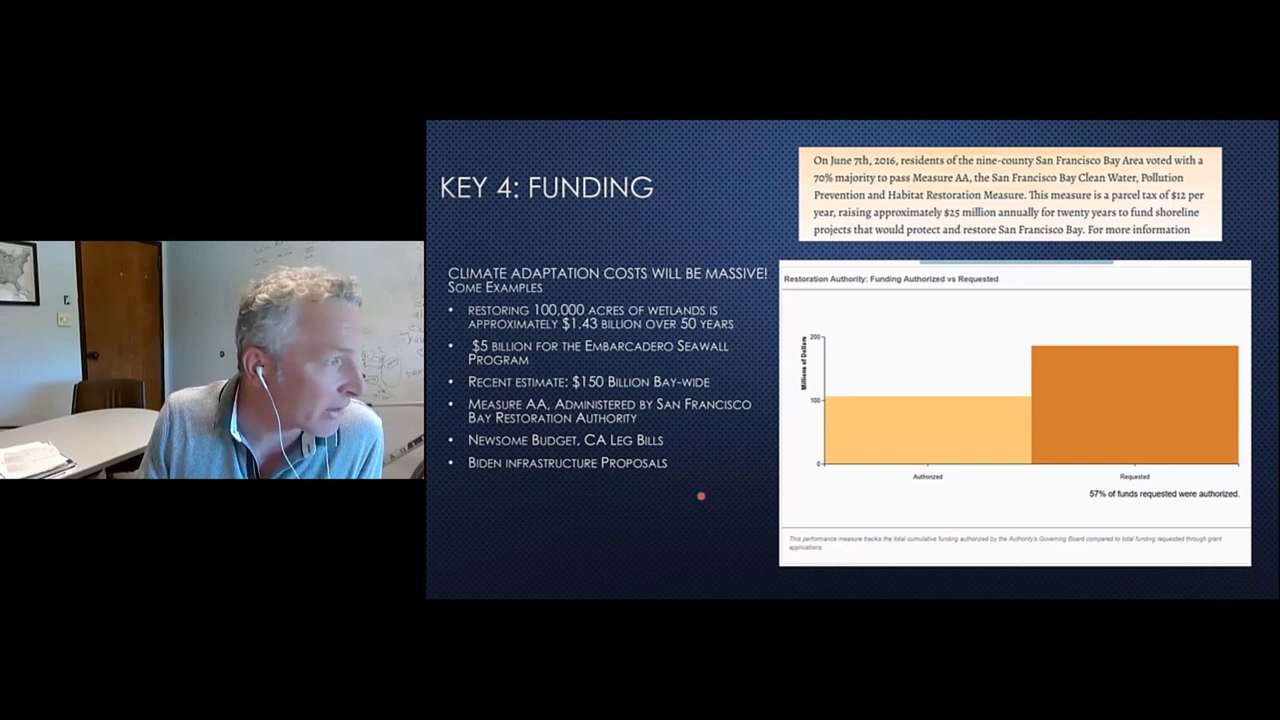 KEY 4: FUNDING
CLIMATE ADAPTATION COSTS WILL BE MASSIVE!
SOME EXAMPLES
• RESTORING 100,000 ACRES OF WETLANDS IS
APPROXIMATELY $1.43 BILLION OVER 50 YEARS
• $5 BILLION FOR THE EMBARCADERO SEAWALL
PROGRAM
• RECENT ESTIMATE: $150 BILLION BAY-WIDE
• MEASURE AA, ADMINISTERED BY SAN FRANCISCO
BAY RESTORATION AUTHORITY
• NEWSOME BUDGET, CA LEG BILLS
• BIDEN INFRASTRUCTURE PROPOSALS
On June 7th, 2016, residents of the nine-county San Francisco Bay Area voted with a
70% majority to pass Measure AA, the San Francisco Bay Clean Water, Pollution
Prevention and Habitat Restoration Measure. This measure is a parcel tax of $12 per
year, raising approximately $25 million annually for twenty years to fund shoreline
projects that would protect and restore San Francisco Bay. For more information
Restoration Authority: Funding Authorized vs Requested
Millions of Dollars
200
100
0
Authorized
Requested
57% of funds requested were authorized.
This performance measure tracks the total cumulative funding authorized by the Authority's Governing Board compared to total funding requested through grant
applications.